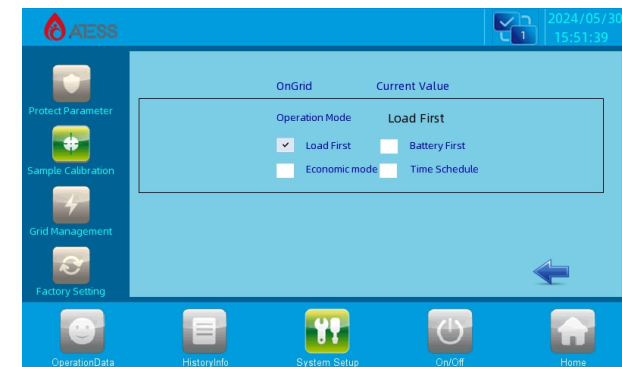 ATESS
1
2024/05/30
15:51:39
OnGrid Current Value
Protect Parameter
Operation Mode Load First
Load First Battery First
Economic mode Time Schedule
Sample Calibration
Grid Management
Factory Setting
OperationData HistoryInfo System Setup On/Off Home